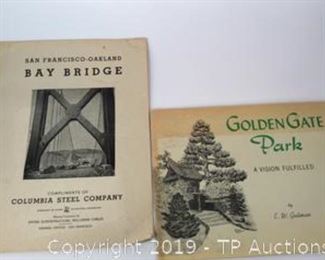 SAN FRANCISCO-OAKLAND
BAY BRIDGE
COMPLIMENTS OF
COLUMBIA STEEL COMPANY
GOLDEN GATE
Park
A VISION FULFILLED
by
Copyright 2019 - TP Auctions